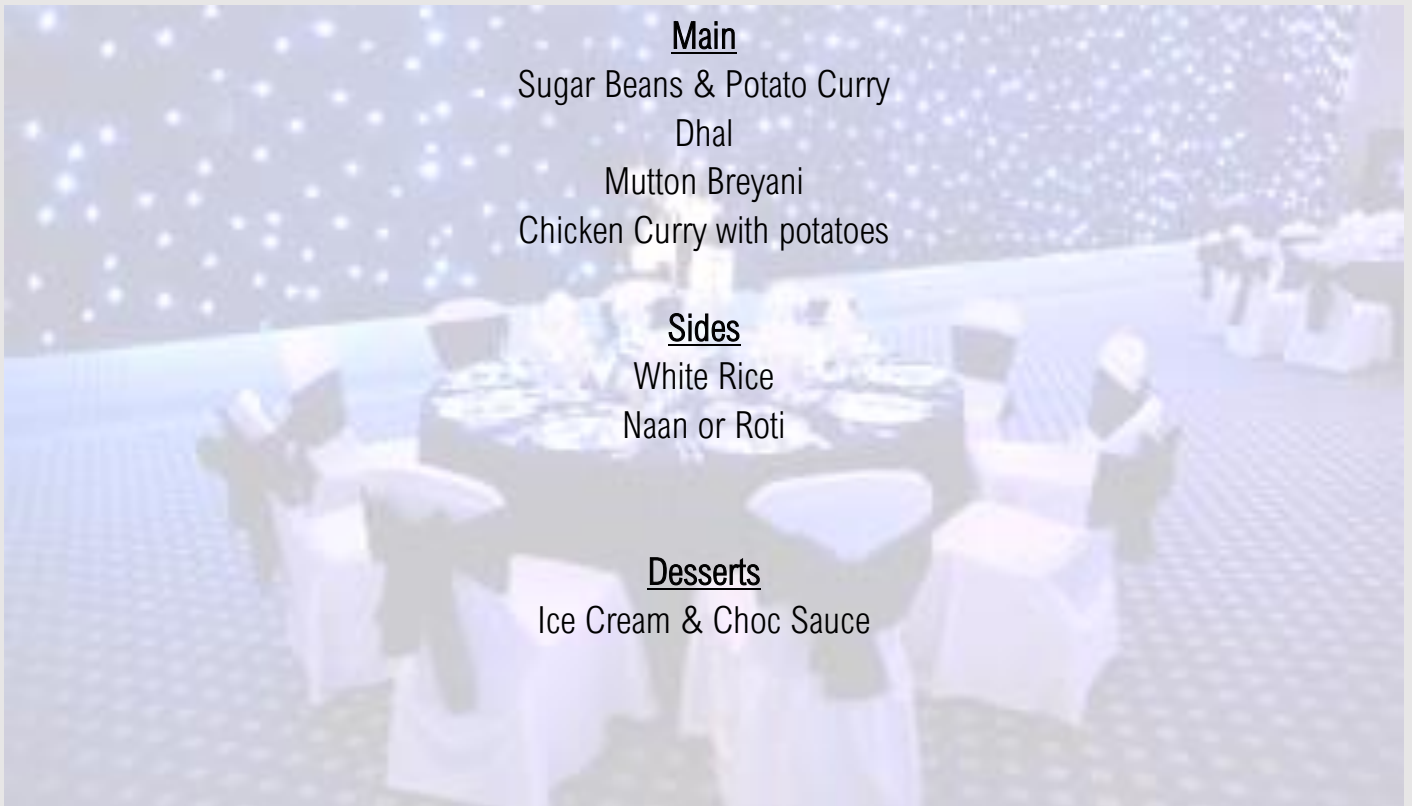 Main
Sugar Beans & Potato Curry
Dhal
Mutton Breyani
Chicken Curry with potatoes
Sides
White Rice
Naan or Roti
Desserts
Ice Cream & Choc Sauce